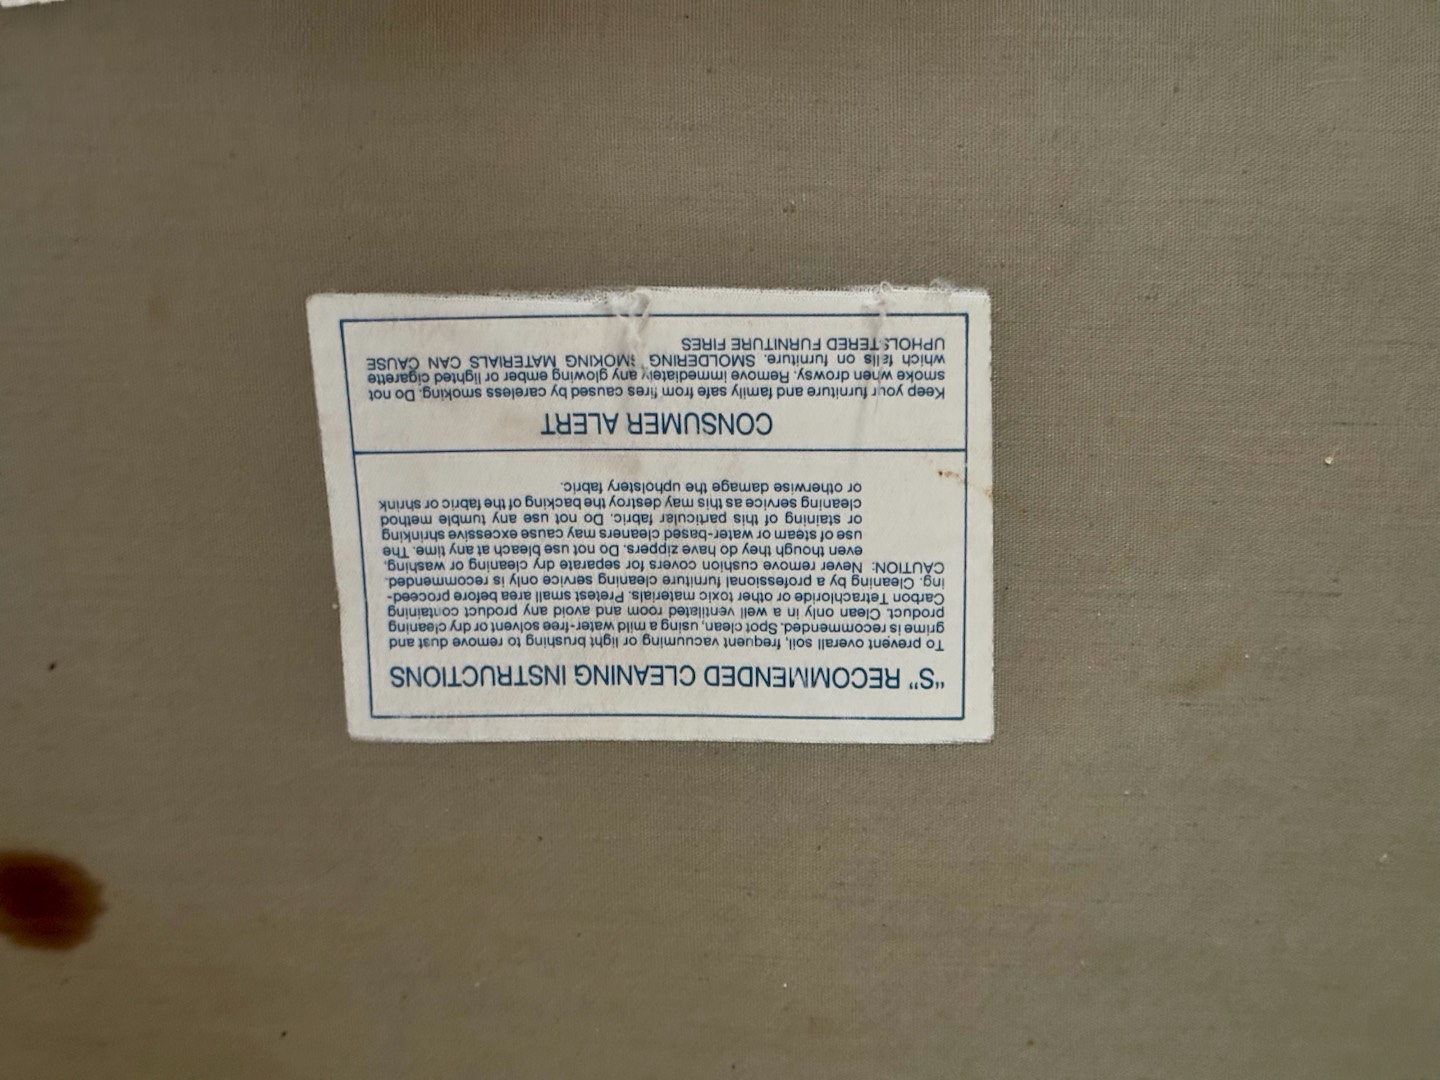 "S" RECOMMENDED CLEANING INSTRUCTIONS
To prevent overall soil, frequent vacuuming or light brushing to remove dust and
grime is recommended. Spot clean, using a mild water-free solvent or dry cleaning
product. Clean only in a well ventilated room and avoid any product containing
Carbon Tetrachloride or other toxic materials. Pretest small area before proceed-
ing. Cleaning by a professional furniture cleaning service only is recommended.
CAUTION: Never remove cushion covers for separate dry cleaning or washing,
even though they do have zippers. Do not use bleach at any time. The
use of steam or water-based cleaners may cause excessive shrinking
or staining of this particular fabric. Do not use any tumble method
cleaning service as this may destroy the backing of the fabric or shrink
or otherwise damage the upholstery fabric.
CONSUMER ALERT
Keep your furniture and family safe from fires caused by careless smoking. Do not
smoke when drowsy. Remove immediately any glowing ember or lighted cigarette
which falls on furniture. SMOLDERING SMOKING MATERIALS CAN CAUSE
UPHOLSTERED FURNITURE FIRES